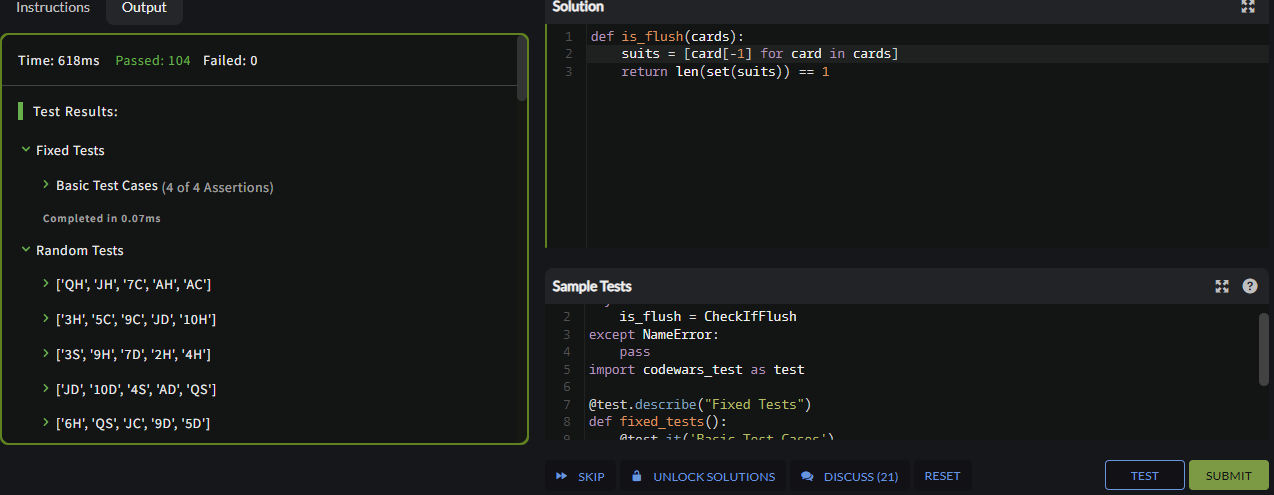 Instructions Output
Time: 618ms Passed: 104 Failed: 0
Test Results:
Fixed Tests
Basic Test Cases (4 of 4 Assertions)
Completed in 0.07ms
Random Tests
['QH', 'JH', '7C', 'AH', 'AC']
['3H', '5C', '9C', 'JD', '10H']
['3S', '9H', '7D', '2H', '4H']
['JD', '10D', '4S', 'AD', 'QS']
['6H', 'QS', 'JC', '9D', '5D']
Solution
1 def is_flush(cards):
2 suits = [card[-1] for card in cards]
3 return len(set(suits)) == 1
Sample Tests
2 is_flush = CheckIfFlush
3 except NameError:
4 pass
5 import codewars_test as test
6
7 @test.describe("Fixed Tests")
8 def fixed_tests():
9 @test.it('Basic Test Cases')
SKIP UNLOCK SOLUTIONS DISCUSS (21) RESET TEST SUBMIT